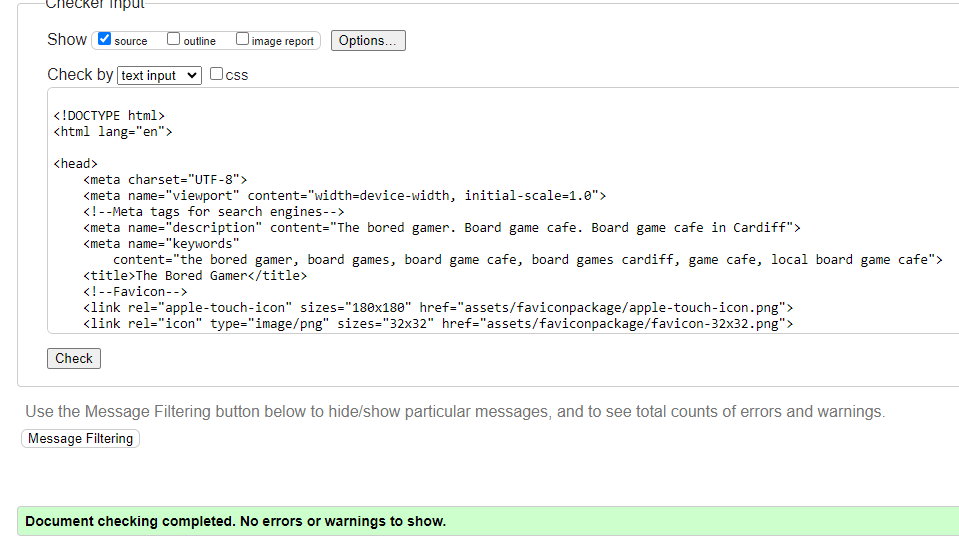 Checker Input
Show source outline image report Options...
Check by text input css
<!DOCTYPE html>
<html lang="en">
<head>
<meta charset="UTF-8">
<meta name="viewport" content="width=device-width, initial-scale=1.0">
<!--Meta tags for search engines-->
<meta name="description" content="The bored gamer. Board game cafe. Board game cafe in Cardiff">
<meta name="keywords"
content="the bored gamer, board games, board game cafe, board games cardiff, game cafe, local board game cafe">
<title>The Bored Gamer</title>
<!--Favicon-->
<link rel="apple-touch-icon" sizes="180x180" href="assets/faviconpackage/apple-touch-icon.png">
<link rel="icon" type="image/png" sizes="32x32" href="assets/faviconpackage/favicon-32x32.png">
Check
Use the Message Filtering button below to hide/show particular messages, and to see total counts of errors and warnings.
Message Filtering
Document checking completed. No errors or warnings to show.